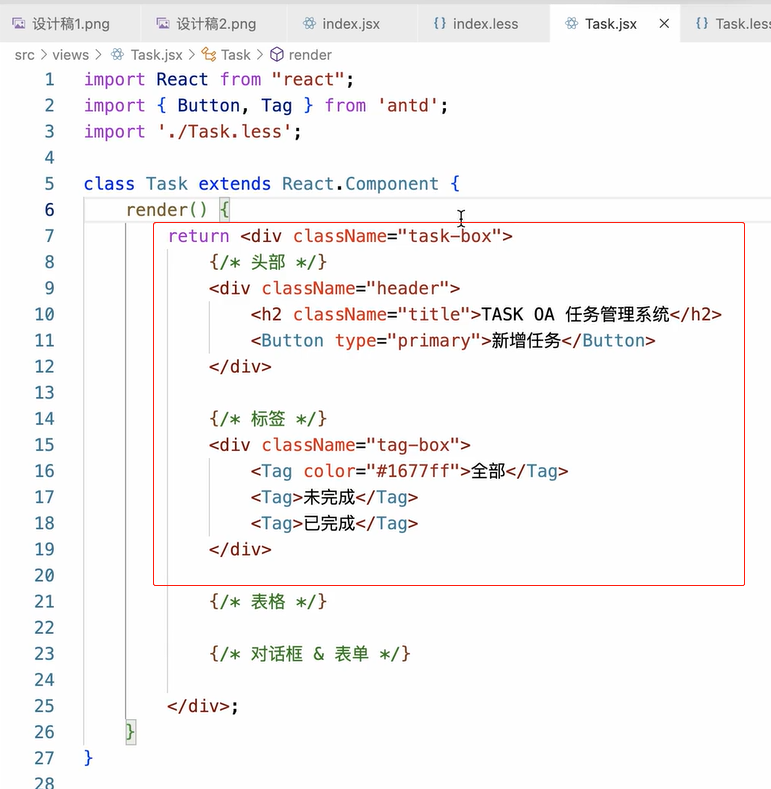 设计稿1.png 设计稿2.png index.jsx {} index.less Task.jsx × {} Task.less
src > views > Task.jsx > Task > render
1 import React from "react";
2 import { Button, Tag } from 'antd';
3 import './Task.less';
4
5 class Task extends React.Component {
6 render() {
7 return <div className="task-box">
8 {/* 头部 */}
9 <div className="header">
10 <h2 className="title">TASK OA 任务管理系统</h2>
11 <Button type="primary">新增任务</Button>
12 </div>
13
14 {/* 标签 */}
15 <div className="tag-box">
16 <Tag color="#1677ff">全部</Tag>
17 <Tag>未完成</Tag>
18 <Tag>已完成</Tag>
19 </div>
20
21 {/* 表格 */}
22
23 {/* 对话框 & 表单 */}
24
25 </div>;
26 }
27 }
28